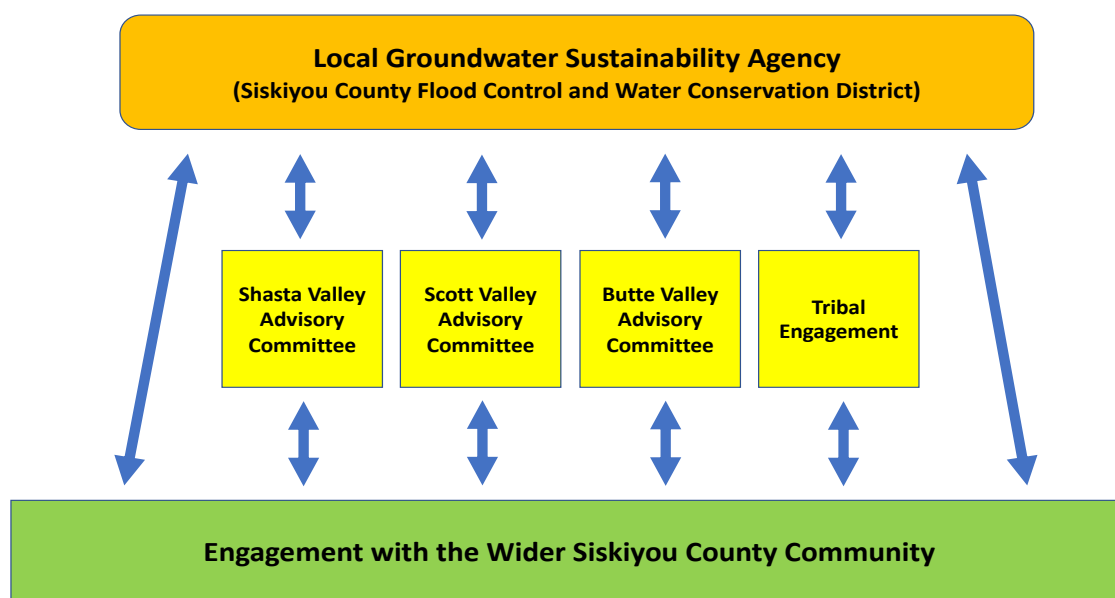 Local Groundwater Sustainability Agency
(Siskiyou County Flood Control and Water Conservation District)
Shasta Valley
Advisory
Committee
Scott Valley
Advisory
Committee
Butte Valley
Advisory
Committee
Tribal
Engagement
Engagement with the Wider Siskiyou County Community